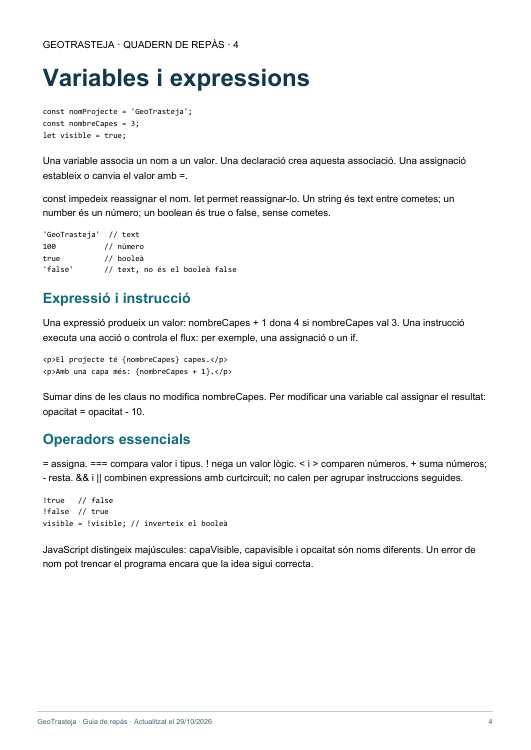 GEOTRASTEJA · QUADERN DE REPÀS · 4
Variables i expressions
const nomProjecte = 'GeoTrasteja';
const nombreCapes = 3;
let visible = true;
Una variable associa un nom a un valor. Una declaració crea aquesta associació. Una assignació
estableix o canvia el valor amb =.
const impedeix reassignar el nom. let permet reassignar-lo. Un string és text entre cometes; un
number és un número; un boolean és true o false, sense cometes.
'GeoTrasteja'  // text
100           // número
true          // booleà
'false'       // text, no és el booleà false
Expressió i instrucció
Una expressió produeix un valor: nombreCapes + 1 dona 4 si nombreCapes val 3. Una instrucció
executa una acció o controla el flux: per exemple, una assignació o un if.
<p>El projecte té {nombreCapes} capes.</p>
<p>Amb una capa més: {nombreCapes + 1}.</p>
Sumar dins de les claus no modifica nombreCapes. Per modificar una variable cal assignar el resultat:
opacitat = opacitat - 10.
Operadors essencials
= assigna. === compara valor i tipus. ! nega un valor lògic. < i > comparen números. + suma números;
- resta. && i || combinen expressions amb curtcircuit; no calen per agrupar instruccions seguides.
!true   // false
!false  // true
visible = !visible; // inverteix el booleà
JavaScript distingeix majúscules: capaVisible, capavisible i opcaitat són noms diferents. Un error de
nom pot trencar el programa encara que la idea sigui correcta.
GeoTrasteja · Guia de repàs · Actualitzat el 29/10/2026
4